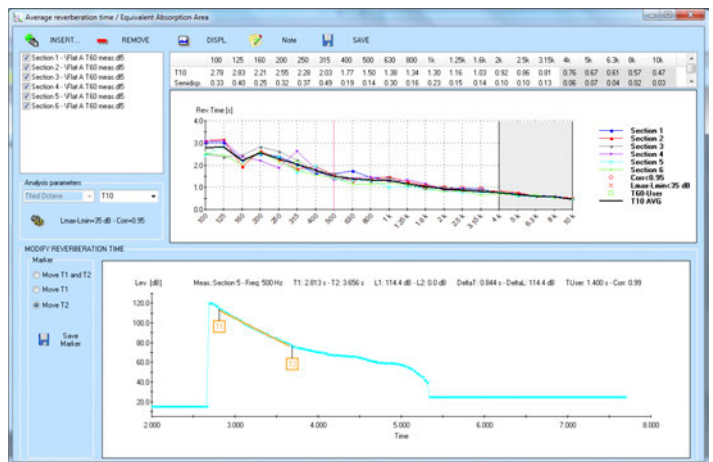 Average reverberation time / Equivalent Absorption Area
INSERT... REMOVE DISPL. Note SAVE
Section 1 - \Flat A T60 meas.df5
Section 2 - \Flat A T60 meas.df5
Section 3 - \Flat A T60 meas.df5
Section 4 - \Flat A T60 meas.df5
Section 5 - \Flat A T60 meas.df5
Section 6 - \Flat A T60 meas.df5
100 125 160 200 250 315 400 500 630 800 1k 1.25k 1.6k 2k 2.5k 3.15k 4k 5k 6.3k 8k 10k
T10 2.78 2.83 2.21 2.55 2.28 2.03 1.77 1.50 1.38 1.34 1.30 1.16 1.03 0.92 0.86 0.81 0.76 0.67 0.61 0.57 0.47
Semidisp. 0.33 0.40 0.25 0.32 0.37 0.49 0.19 0.14 0.30 0.16 0.23 0.15 0.14 0.10 0.10 0.13 0.06 0.07 0.04 0.02 0.03
Rev.Time [s]
4.0
3.0
2.0
1.0
0.0
100 125 160 200 250 315 400 500 630 800 1 k 1.25 k 1.6 k 2 k 2.5 k 3.15 k 4 k 5 k 6.3 k 8 k 10 k
Section 1
Section 2
Section 3
Section 4
Section 5
Section 6
Corr<0.95
Lmax-Lmin<35 dB
T60-User
T10 AVG
Analysis parameters
Third Octave T10
Lmax-Lmin=35 dB - Corr=0.95
MODIFY REVERBERATION TIME
Marker
Move T1 and T2
Move T1
Move T2
Save
Marker
Lev. [dB] Meas: Section 5 - Freq: 500 Hz T1: 2.813 s - T2: 3.656 s L1: 114.4 dB - L2: 0.0 dB DeltaT: 0.844 s - DeltaL: 114.4 dB TUser: 1.400 s - Corr: 0.99
120.0
100.0
80.0
60.0
40.0
20.0
T1
T2
2.000 3.000 4.000 5.000 6.000 7.000 8.000
Time